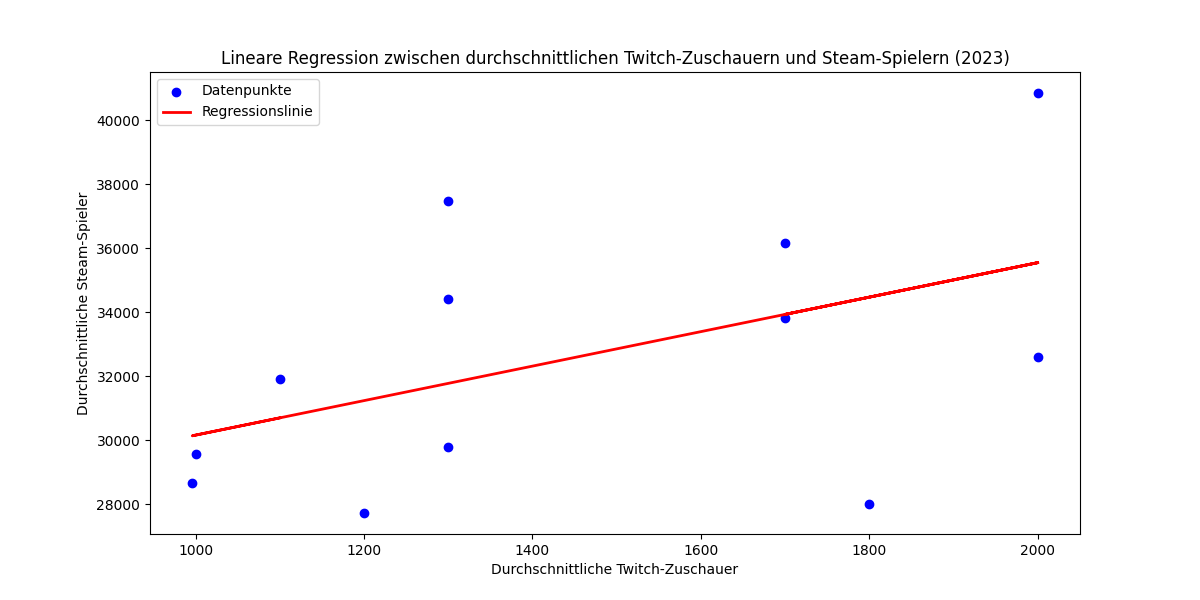 Lineare Regression zwischen durchschnittlichen Twitch-Zuschauern und Steam-Spielern (2023)
Datenpunkte
Regressionslinie
Durchschnittliche Steam-Spieler
40000
38000
36000
34000
32000
30000
28000
1000 1200 1400 1600 1800 2000
Durchschnittliche Twitch-Zuschauer